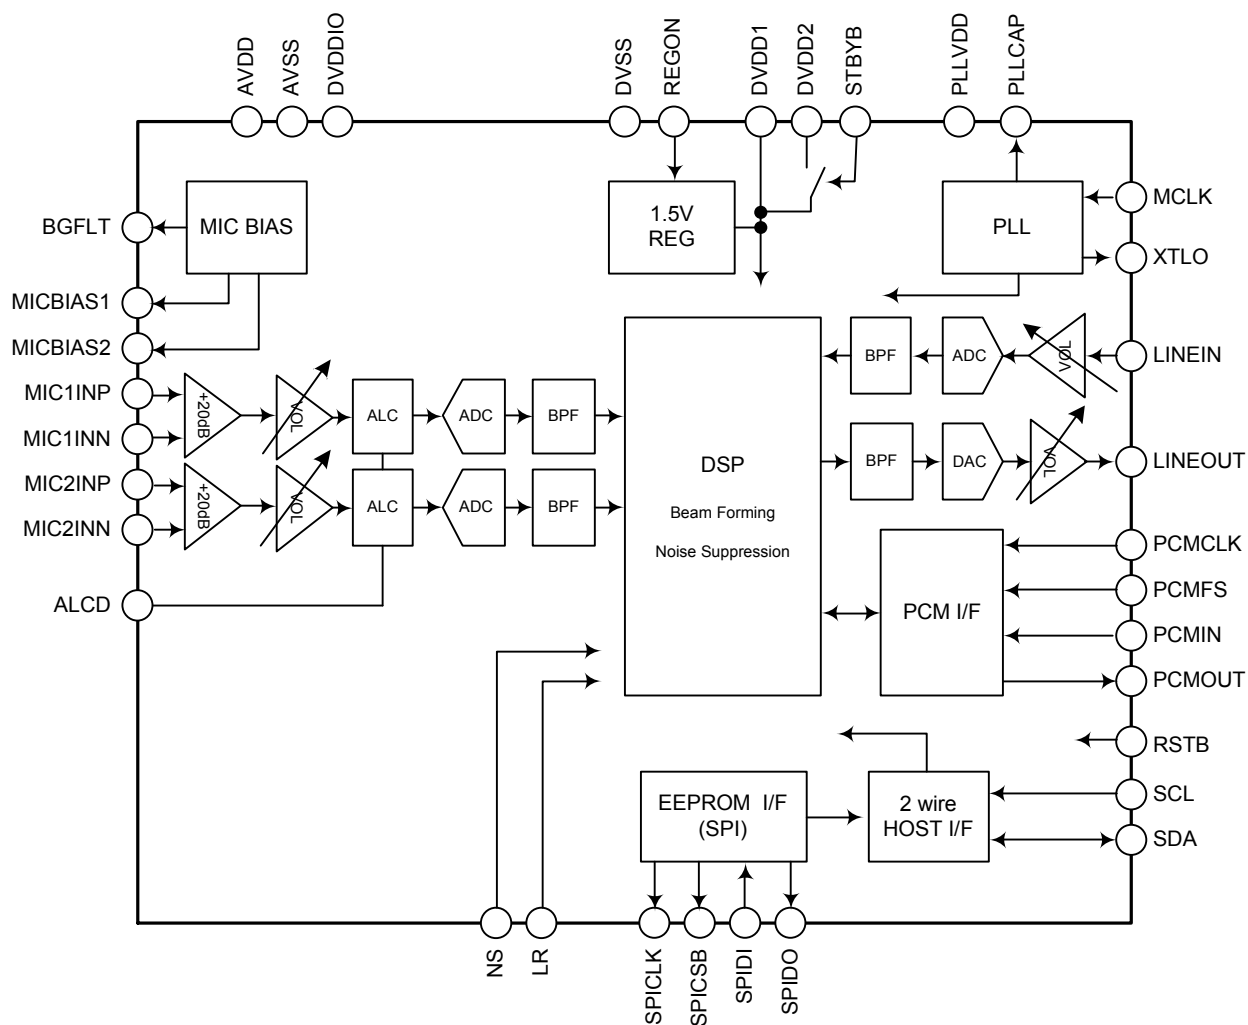 AVDD
AVSS
DVDDIO
DVSS
REGON
DVDD1
DVDD2
STBYB
PLLVDD
PLLCAP
BGFLT
MICBIAS1
MICBIAS2
MIC1INP
MIC1INN
MIC2INP
MIC2INN
ALCD
MIC BIAS
1.5V
REG
PLL
MCLK
XTLO
LINEIN
LINEOUT
PCMCLK
PCMFS
PCMIN
PCMOUT
RSTB
SCL
SDA
+20dB
VOL
ALC
ADC
BPF
+20dB
VOL
ALC
ADC
BPF
DSP
Beam Forming
Noise Suppression
BPF
ADC
VOL
BPF
DAC
VOL
PCM I/F
EEPROM I/F
(SPI)
2 wire
HOST I/F
NS
LR
SPICLK
SPICSB
SPIDI
SPIDO